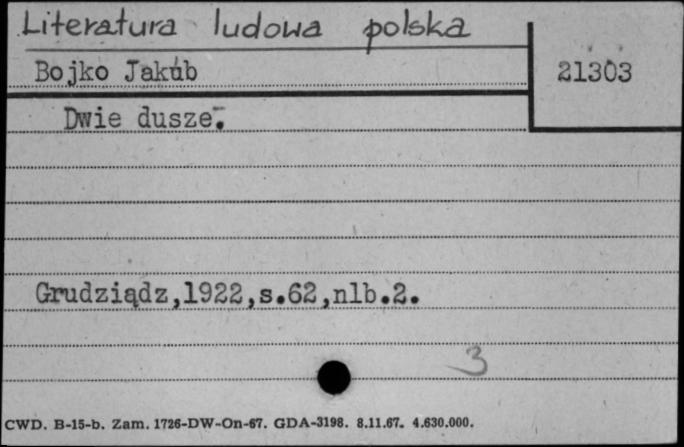 Literatura ludowa polska
Bojko Jakúb
21303
Dwie dusze.
Grudziądz,1922,s.62,nlb.2.
3
CWD. B-15-b. Zam. 1726-DW-On-67. GDA-3198. 8.11.67. 4.630.000.